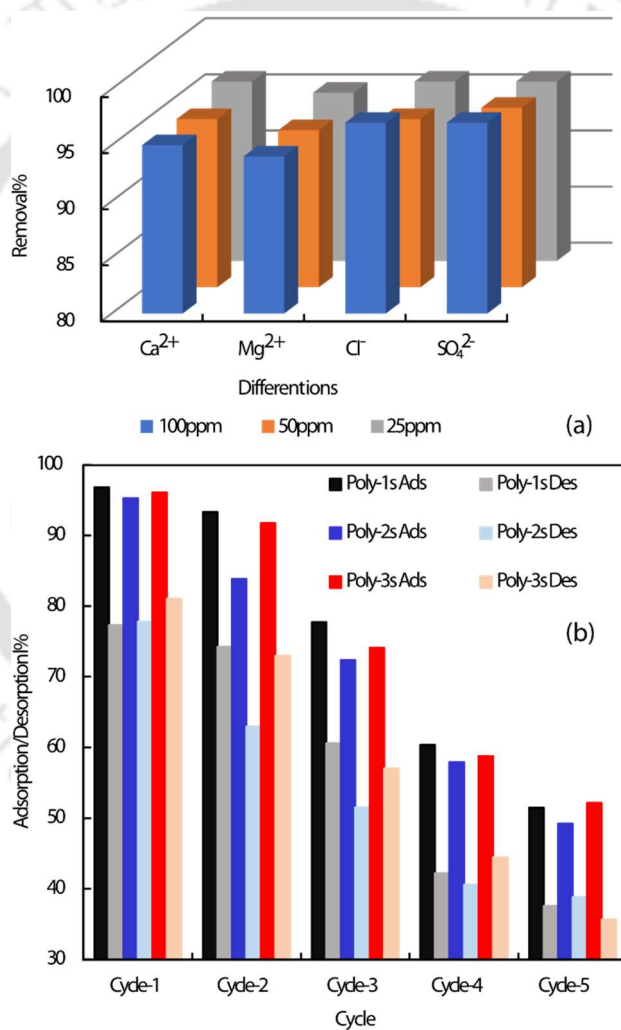 100
95
90
85
80
Removal%
Ca²⁺ Mg²⁺ Cl⁻ SO₄²⁻
Differentions
100ppm 50ppm 25ppm
(a)
100
90
80
70
60
50
40
30
Adsorption/Desorptionl%
Poly-1s Ads Poly-1s Des
Poly-2s Ads Poly-2s Des
Poly-3s Ads Poly-3s Des
(b)
Cycle-1 Cycle-2 Cycle-3 Cycle-4 Cycle-5
Cycle